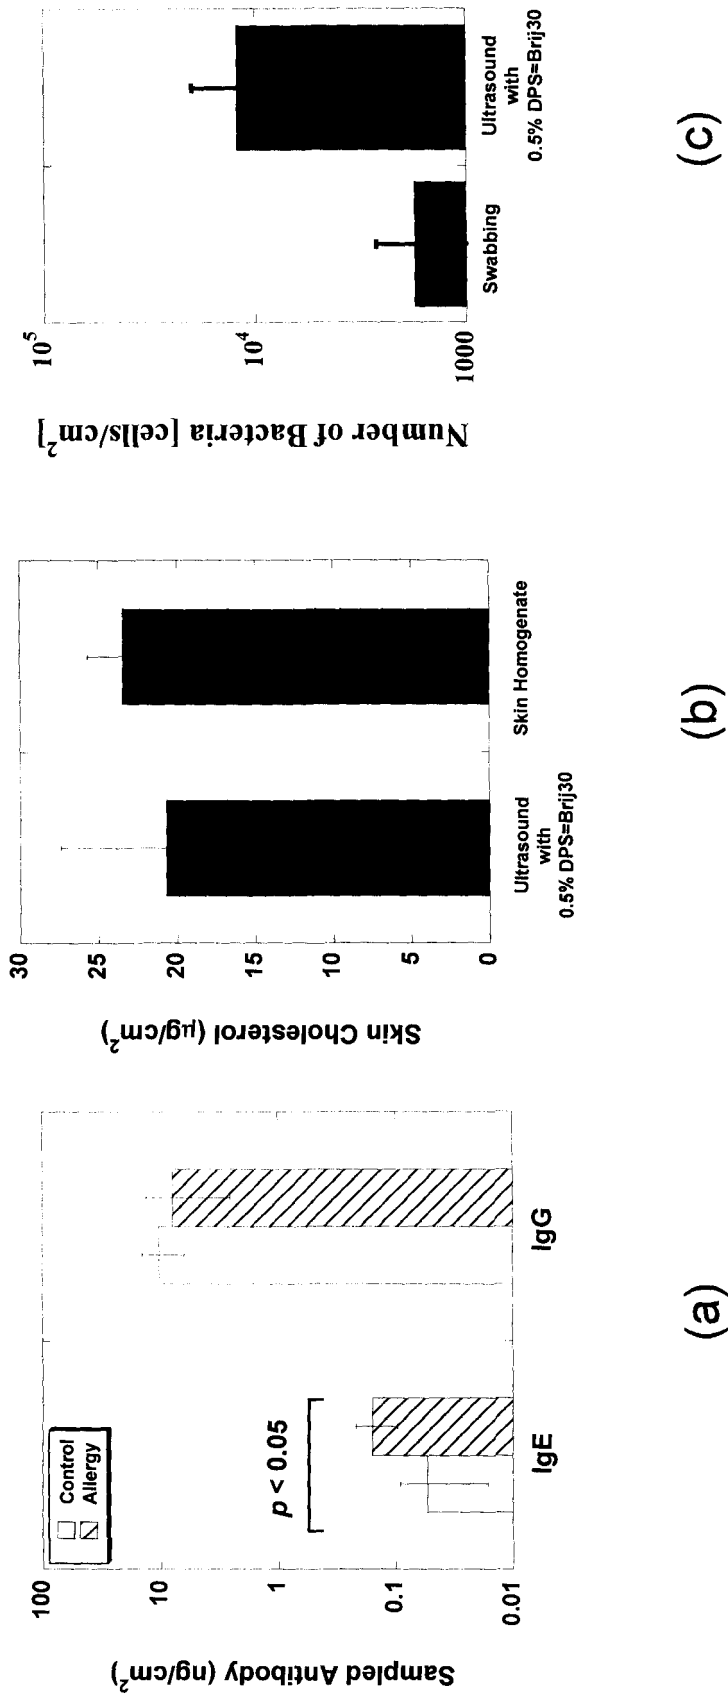 Sampled Antibody (ng/cm²)
100
10
1
0.1
0.01
Control
Allergy
p < 0.05
IgE
IgG
(a)
Skin Cholesterol (μg/cm²)
30
25
20
15
10
5
0
Ultrasound
with
0.5% DPS=Brij30
Skin Homogenate
(b)
Number of Bacteria [cells/cm²]
10⁵
10⁴
1000
Swabbing
Ultrasound
with
0.5% DPS=Brij30
(c)